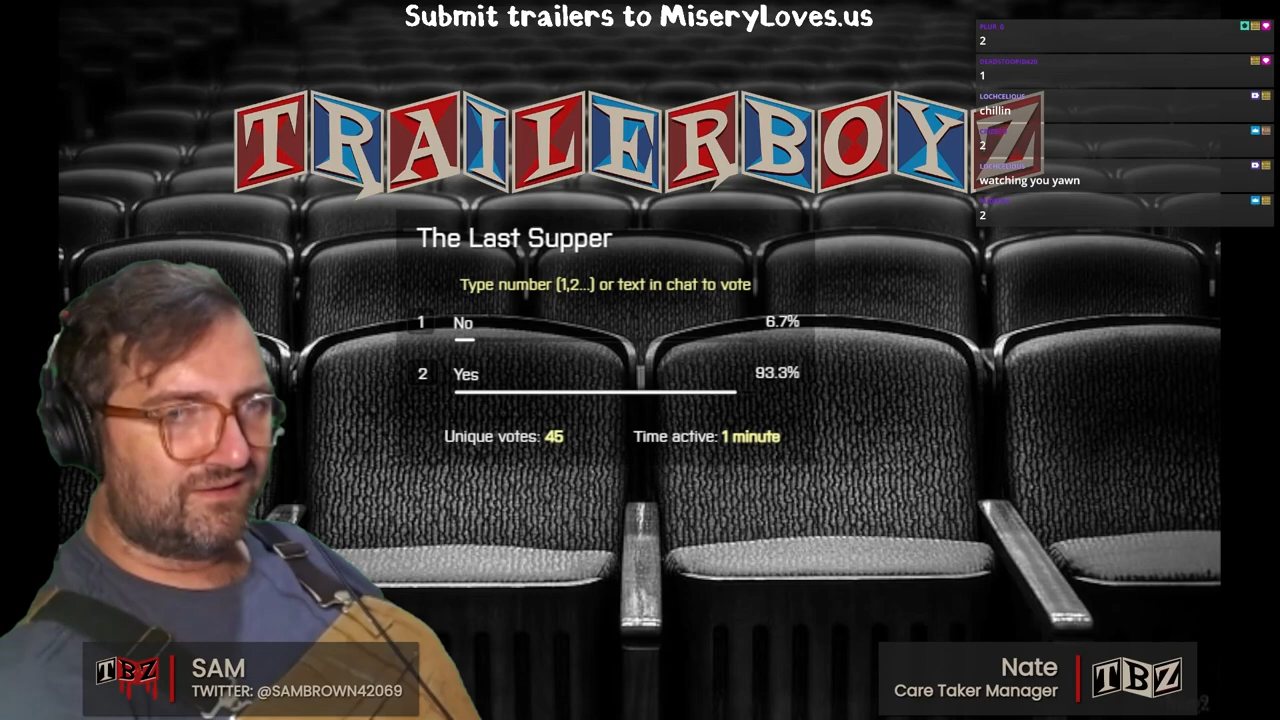 Submit trailers to MiseryLoves.us
TRAILERBOYZ
2
1
LOCHCELIOUS
chillin
2
LOCHCELIOUS
watching you yawn
2
The Last Supper
Type number (1,2...) or text in chat to vote
1 No 6.7%
2 Yes 93.3%
Unique votes: 45 Time active: 1 minute
TBZ
SAM
TWITTER: @SAMBROWN42069
Nate
Care Taker Manager
TBZ